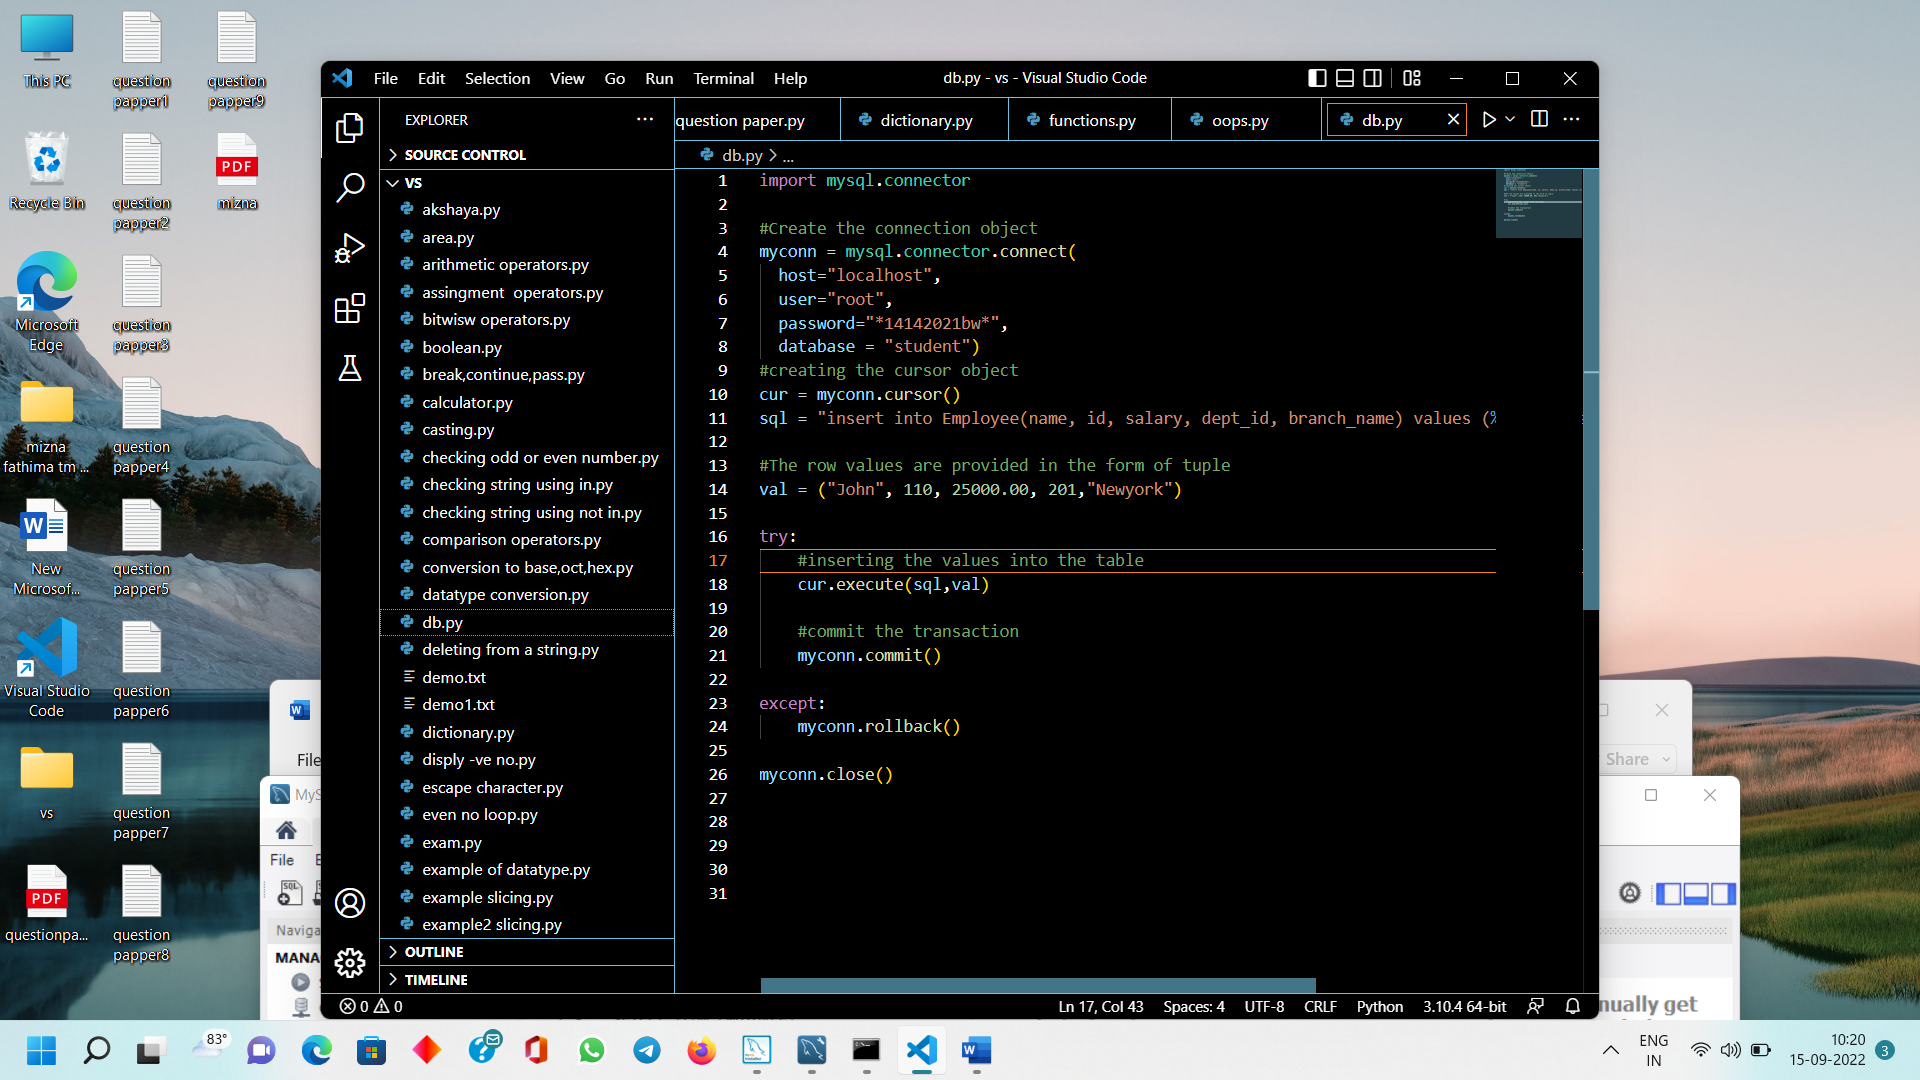 This PC
question papper1
question papper9
Recycle Bin
question papper2
PDF
mizna
Microsoft Edge
question papper3
mizna fathima tm ...
question papper4
New Microsof...
question papper5
Visual Studio Code
question papper6
vs
question papper7
PDF
questionpa...
question papper8
File Edit Selection View Go Run Terminal Help
db.py - vs - Visual Studio Code
EXPLORER
SOURCE CONTROL
VS
akshaya.py
area.py
arithmetic operators.py
assingment operators.py
bitwisw operators.py
boolean.py
break,continue,pass.py
calculator.py
casting.py
checking odd or even number.py
checking string using in.py
checking string using not in.py
comparison operators.py
conversion to base,oct,hex.py
datatype conversion.py
db.py
deleting from a string.py
demo.txt
demo1.txt
dictionary.py
disply -ve no.py
escape character.py
even no loop.py
exam.py
example of datatype.py
example slicing.py
example2 slicing.py
OUTLINE
TIMELINE
question paper.py dictionary.py functions.py oops.py db.py
db.py > ...
1 import mysql.connector
2
3 #Create the connection object
4 myconn = mysql.connector.connect(
5 host="localhost",
6 user="root",
7 password="*14142021bw*",
8 database = "student")
9 #creating the cursor object
10 cur = myconn.cursor()
11 sql = "insert into Employee(name, id, salary, dept_id, branch_name) values (%
12
13 #The row values are provided in the form of tuple
14 val = ("John", 110, 25000.00, 201,"Newyork")
15
16 try:
17 #inserting the values into the table
18 cur.execute(sql,val)
19
20 #commit the transaction
21 myconn.commit()
22
23 except:
24 myconn.rollback()
25
26 myconn.close()
27
28
29
30
31
0 0
Ln 17, Col 43 Spaces: 4 UTF-8 CRLF Python 3.10.4 64-bit
File
Share
MyS
File E
SQL
Naviga
MANA
nually get
83°
ENG IN
10:20
15-09-2022
3